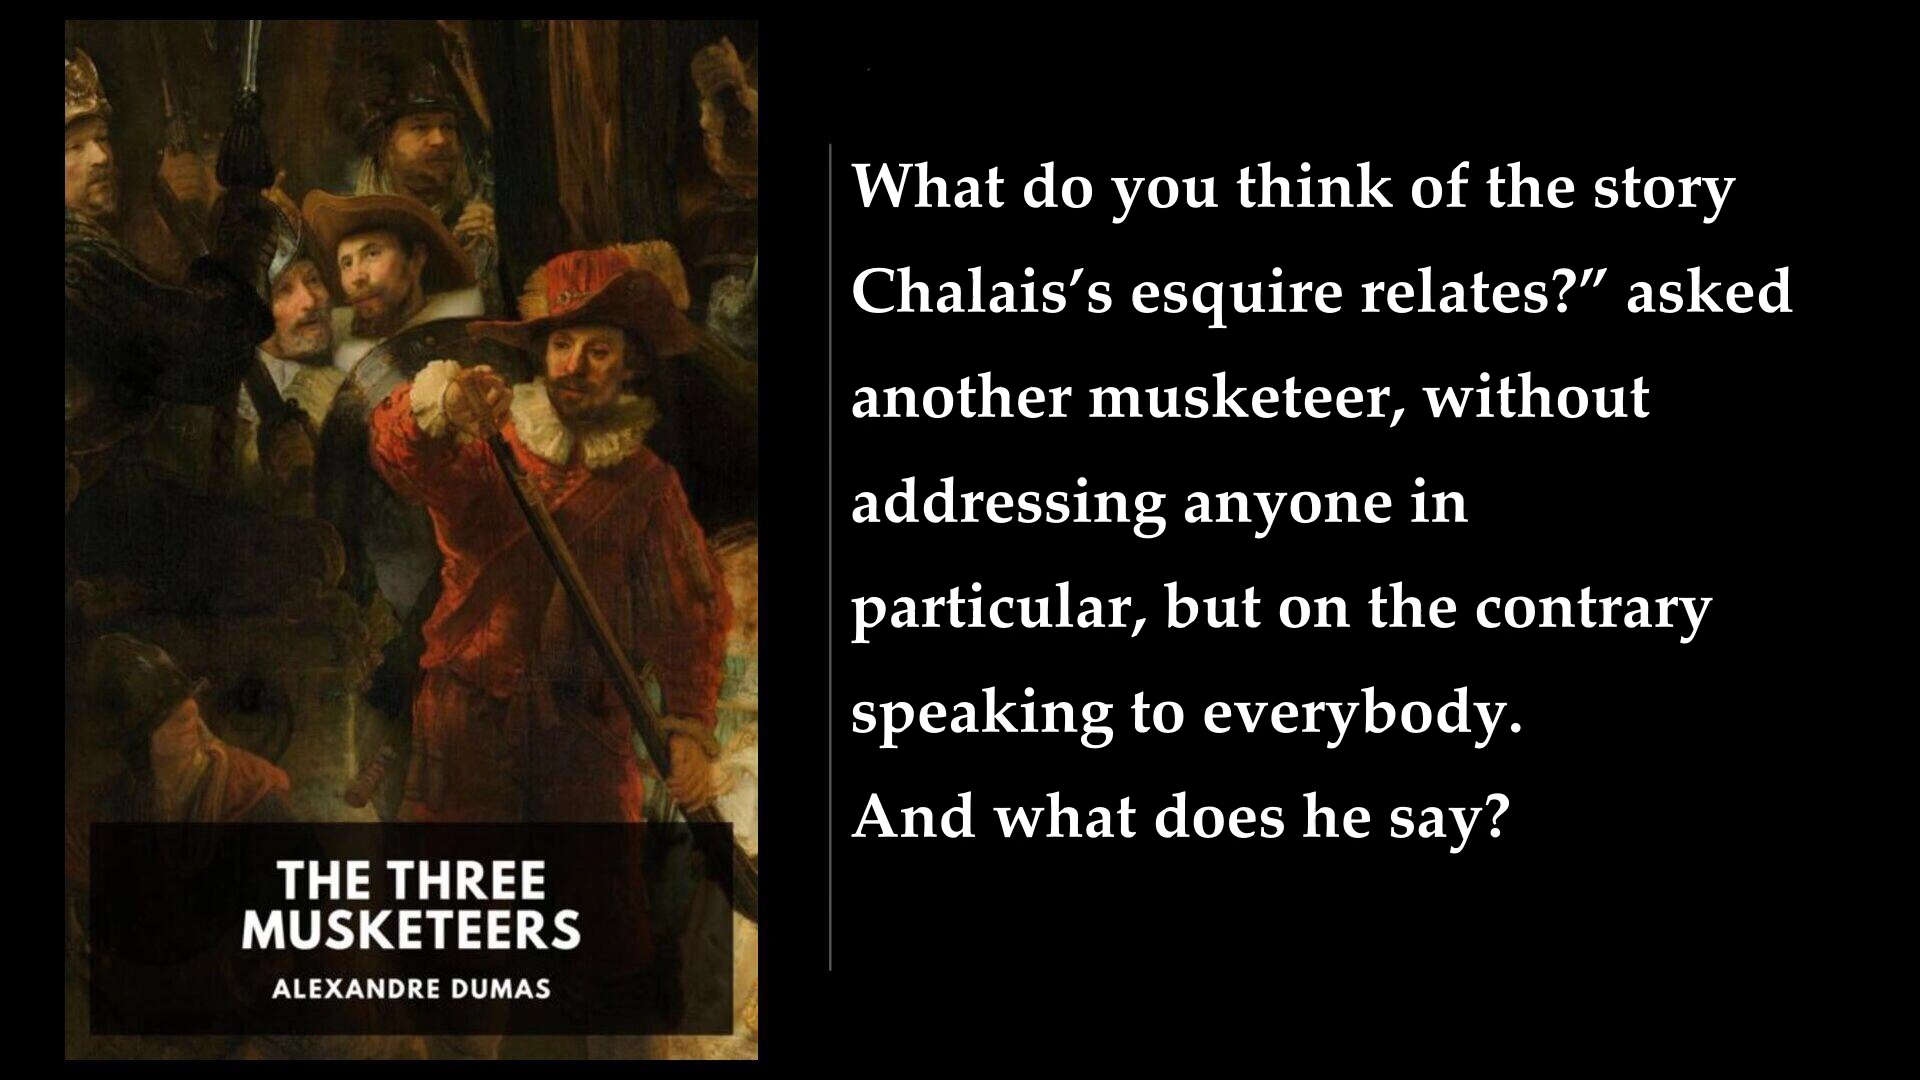 THE THREE
MUSKETEERS
ALEXANDRE DUMAS
What do you think of the story
Chalais’s esquire relates?” asked
another musketeer, without
addressing anyone in
particular, but on the contrary
speaking to everybody.
And what does he say?